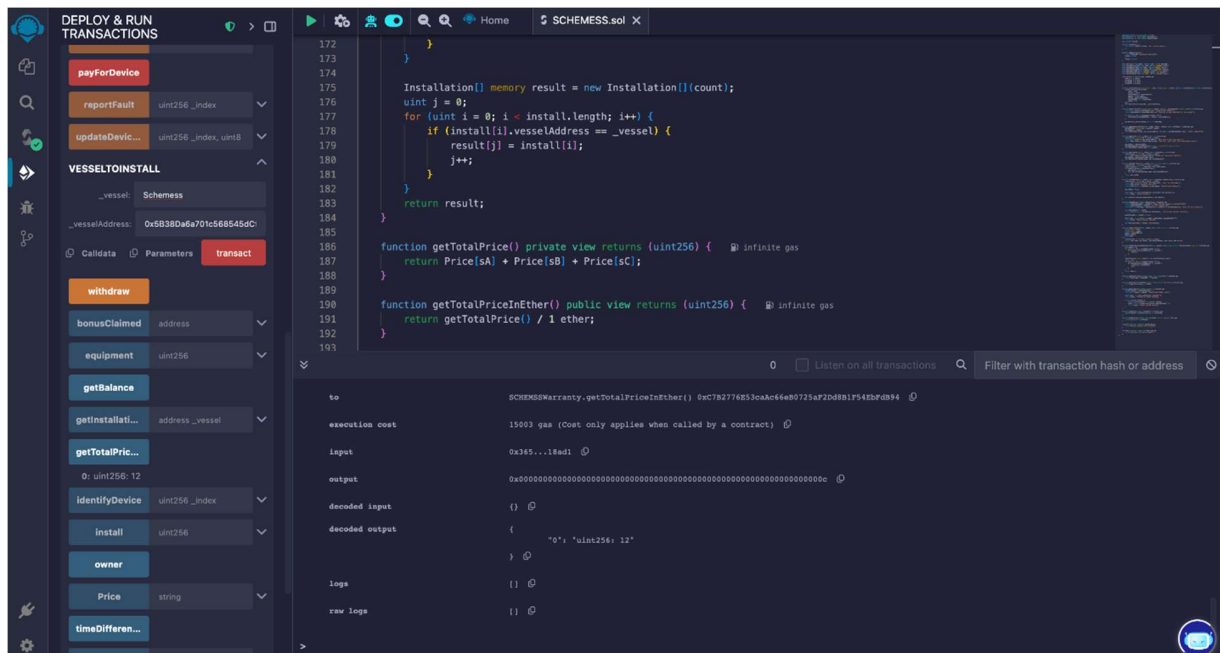 DEPLOY & RUN
TRANSACTIONS
payForDevice
reportFault uint256 _index
updateDevic... uint256 _index, uint8
VESSELTOINSTALL
_vessel: Schemess
_vesselAddress: 0x5B38Da6a701c568545dC
Calldata Parameters transact
withdraw
bonusClaimed address
equipment uint256
getBalance
getInstallati... address _vessel
getTotalPric...
0: uint256: 12
identifyDevice uint256 _index
install uint256
owner
Price string
timeDifferen...
Home SCHEMESS.sol
172 }
173 }
174
175 Installation[] memory result = new Installation[](count);
176 uint j = 0;
177 for (uint i = 0; i < install.length; i++) {
178 if (install[i].vesselAddress == _vessel) {
179 result[j] = install[i];
180 j++;
181 }
182 }
183 return result;
184 }
185
186 function getTotalPrice() private view returns (uint256) { infinite gas
187 return Price[sA] + Price[sB] + Price[sC];
188 }
189
190 function getTotalPriceInEther() public view returns (uint256) { infinite gas
191 return getTotalPrice() / 1 ether;
192 }
193
0 Listen on all transactions Filter with transaction hash or address
to SCHEMSSWarranty.getTotalPriceInEther() 0xC7B2776E53caAc66eB0725aF2Dd8B1F54EbFdB94
execution cost 15003 gas (Cost only applies when called by a contract)
input 0x365...18ad1
output 0x000000000000000000000000000000000000000000000000000000000000000c
decoded input {}
decoded output {
"0": "uint256: 12"
}
logs []
raw logs []
>